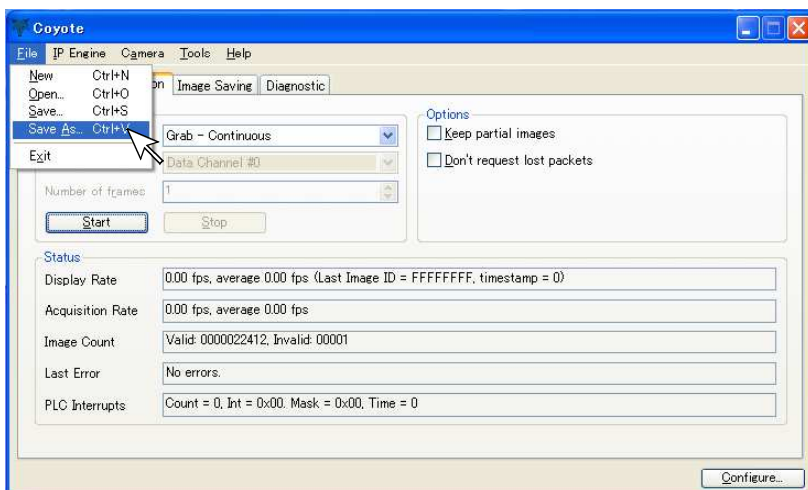 Coyote
File IP Engine Camera Tools Help
New Ctrl+N
Open... Ctrl+O
Save... Ctrl+S
Save As... Ctrl+V
Exit
on Image Saving Diagnostic
Grab - Continuous
Data Channel #0
Number of frames 1
Start Stop
Options
Keep partial images
Don't request lost packets
Status
Display Rate 0.00 fps, average 0.00 fps (Last Image ID = FFFFFFFF, timestamp = 0)
Acquisition Rate 0.00 fps, average 0.00 fps
Image Count Valid: 0000022412, Invalid: 00001
Last Error No errors.
PLC Interrupts Count = 0, Int = 0x00. Mask = 0x00, Time = 0
Configure...